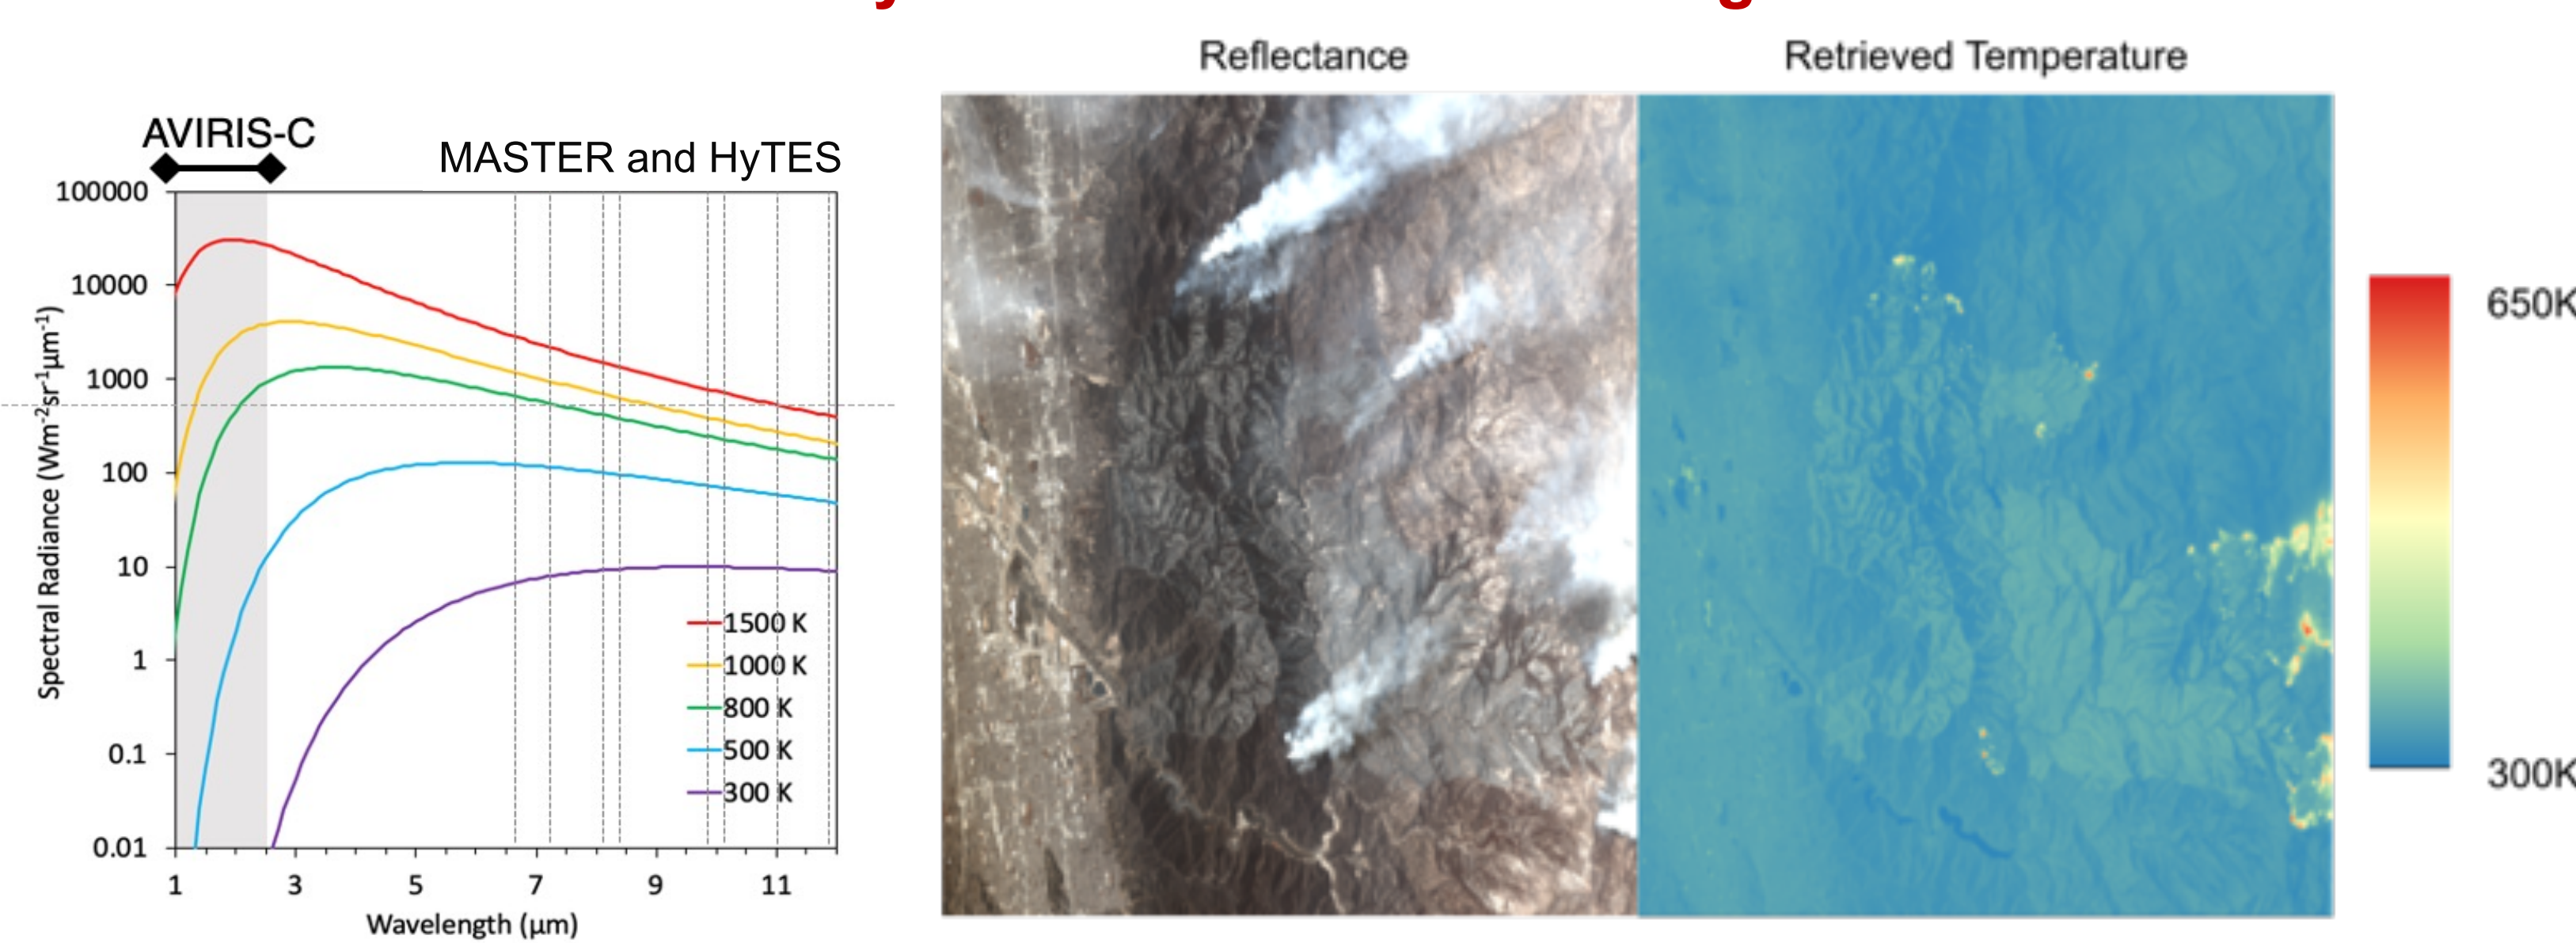 Reflectance
Retrieved Temperature
AVIRIS-C
MASTER and HyTES
100000
10000
1000
100
10
1
0.1
0.01
Spectral Radiance (Wm-2sr-1µm-1)
1500 K
1000 K
800 K
500 K
300 K
1 3 5 7 9 11
Wavelength (µm)
650K
300K